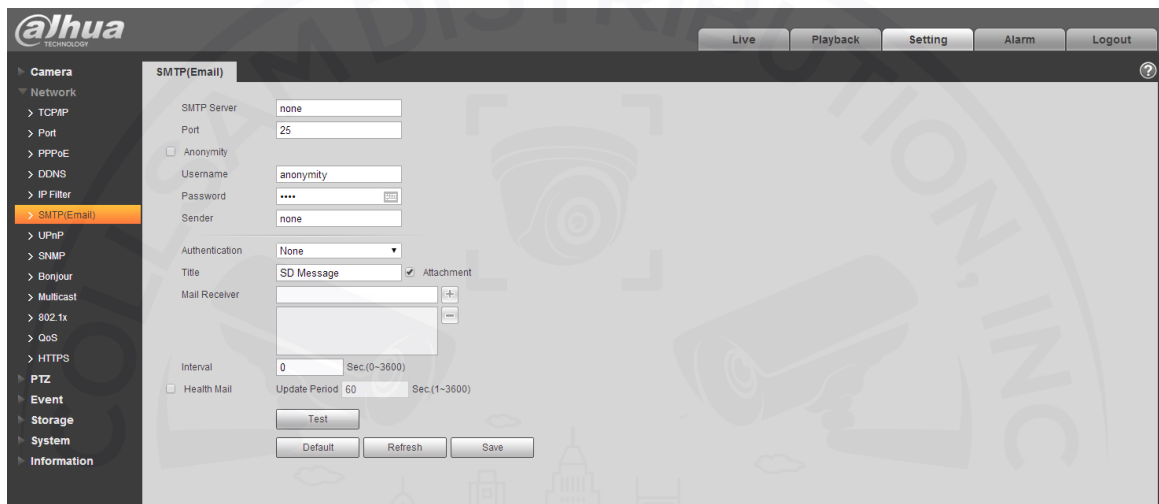 alhua
TECHNOLOGY
Live Playback Setting Alarm Logout
Camera
SMTP(Email)
?
Network
> TCP/IP
> Port
> PPPoE
> DDNS
> IP Filter
> SMTP(Email)
> UPnP
> SNMP
> Bonjour
> Multicast
> 802.1x
> QoS
> HTTPS
PTZ
Event
Storage
System
Information
SMTP Server none
Port 25
Anonymity
Username anonymity
Password ••••
Sender none
Authentication None
Title SD Message Attachment
Mail Receiver
Interval 0 Sec.(0~3600)
Health Mail Update Period 60 Sec.(1~3600)
Test
Default Refresh Save
COLLSAM DISTRIBUTION, INC